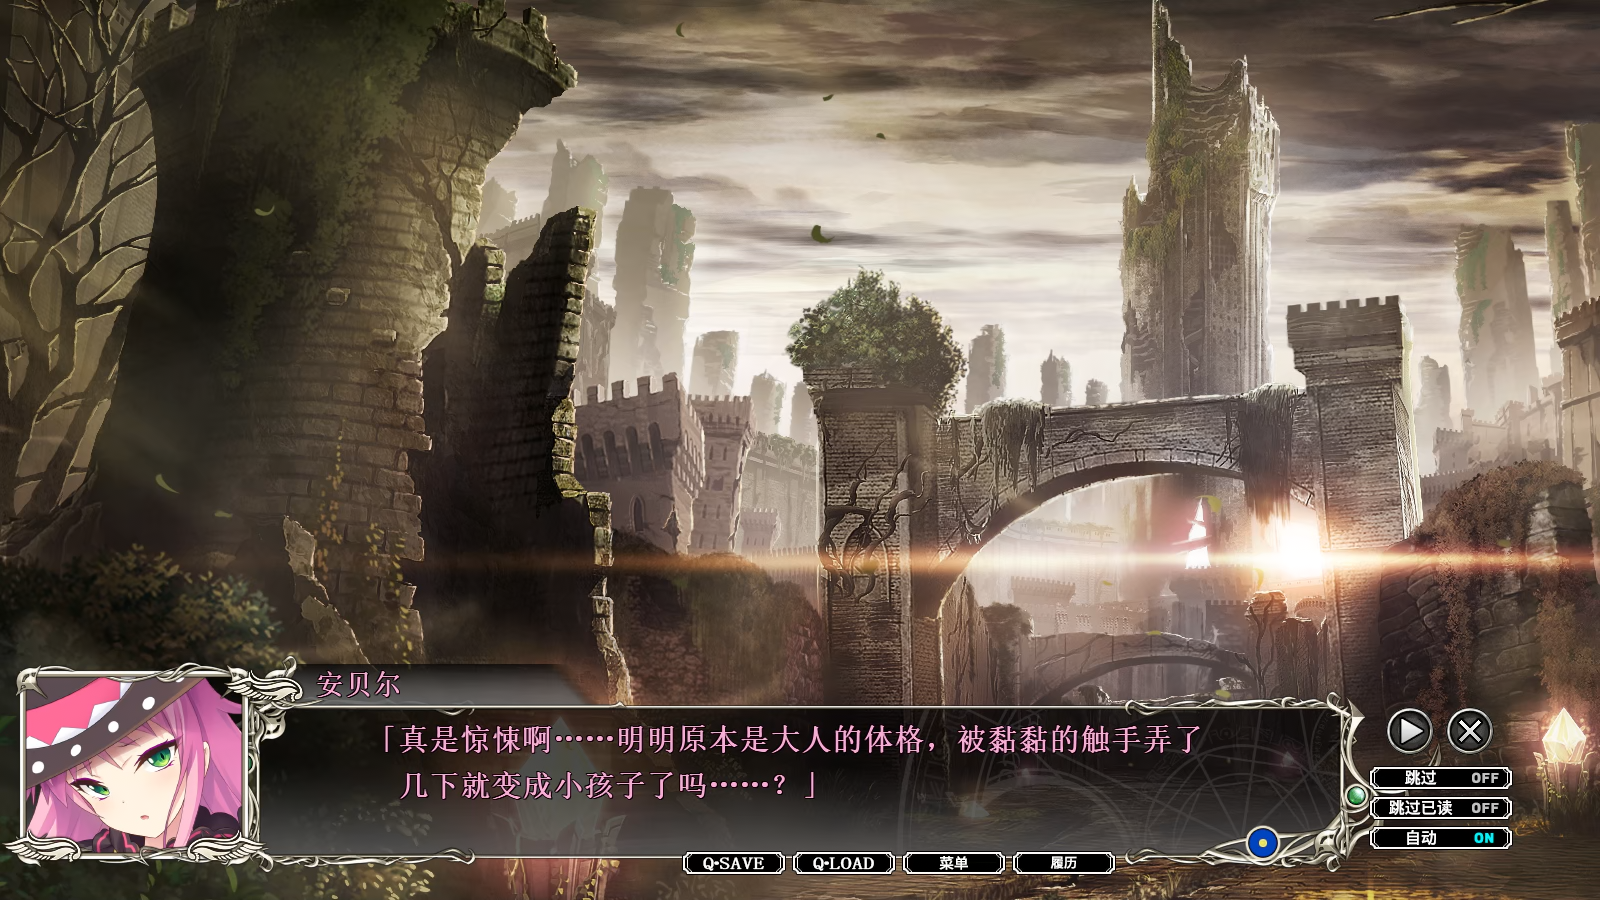 安贝尔
「真是惊悚啊……明明原本是大人的体格，被黏黏的触手弄了
几下就变成小孩子了吗……？」
跳过 OFF
跳过已读 OFF
自动 ON
Q•SAVE Q•LOAD 菜单 履历